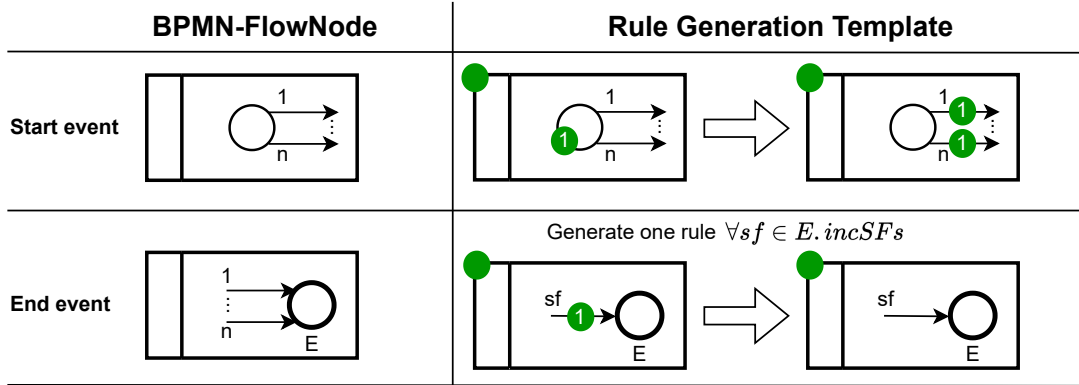 BPMN-FlowNode
Rule Generation Template
Start event
1
⋮
n
1
1
⋮
n
1
1
⋮
n
1
Generate one rule ∀sf ∈ E.incSFs
End event
1
⋮
n
E
sf
1
E
sf
E